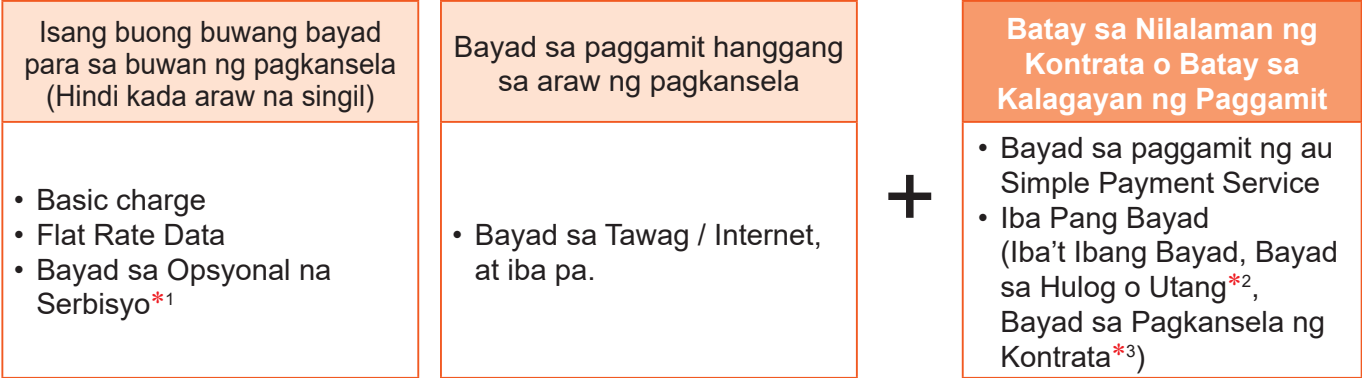 Isang buong buwang bayad
para sa buwan ng pagkansela
(Hindi kada araw na singil)
• Basic charge
• Flat Rate Data
• Bayad sa Opsyonal na
Serbisyo*1
Bayad sa paggamit hanggang
sa araw ng pagkansela
• Bayad sa Tawag / Internet,
at iba pa.
+
Batay sa Nilalaman ng
Kontrata o Batay sa
Kalagayan ng Paggamit
• Bayad sa paggamit ng au
Simple Payment Service
• Iba Pang Bayad
(Iba't Ibang Bayad, Bayad
sa Hulog o Utang*2,
Bayad sa Pagkansela ng
Kontrata*3)